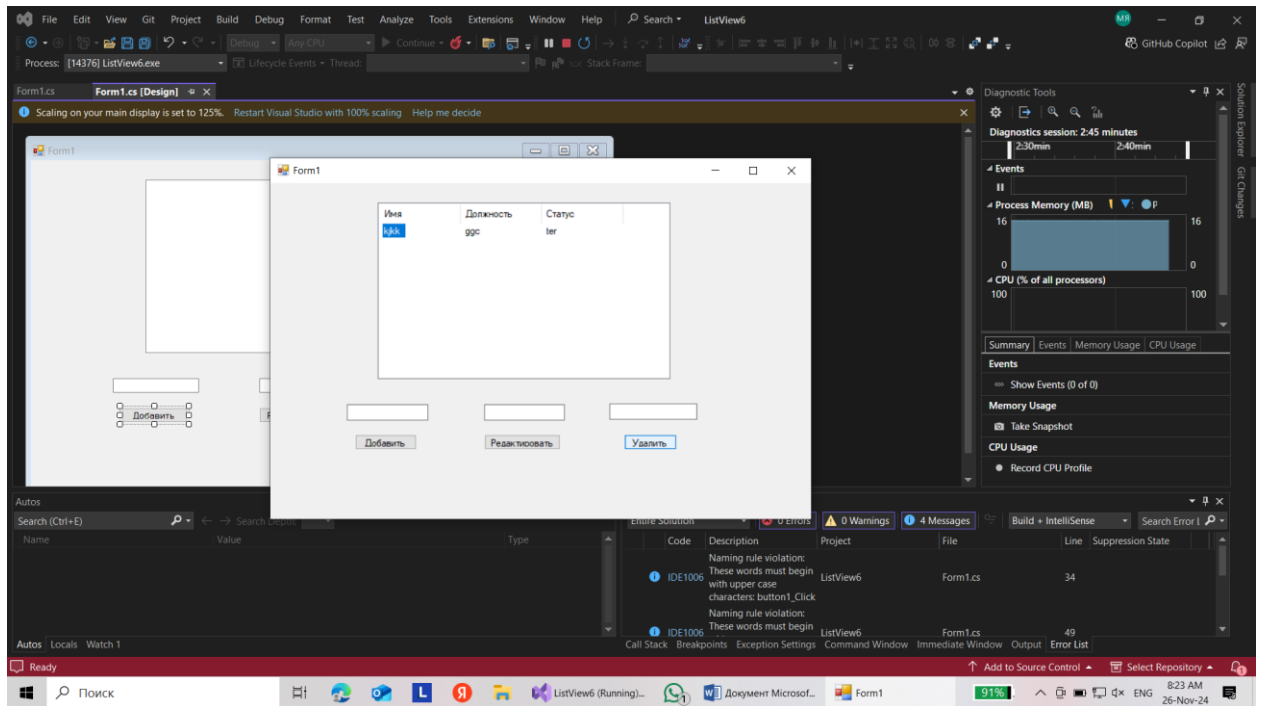 File Edit View Git Project Build Debug Format Test Analyze Tools Extensions Window Help Search ListView6 MЯ
Debug Any CPU Continue GitHub Copilot
Process: [14376] ListView6.exe Lifecycle Events Thread: Stack Frame:
Form1.cs Form1.cs [Design]
Scaling on your main display is set to 125%. Restart Visual Studio with 100% scaling Help me decide
Form1
Добавить
Form1
Имя Должность Статус
kjkk ggc ter
Добавить Редактировать Удалить
Diagnostic Tools
Diagnostics session: 2:45 minutes
2:30min 2:40min
Events
Process Memory (MB) P
16 16
0 0
CPU (% of all processors)
100 100
Summary Events Memory Usage CPU Usage
Events
Show Events (0 of 0)
Memory Usage
Take Snapshot
CPU Usage
Record CPU Profile
Solution Explorer
Git Changes
Autos
Search (Ctrl+E) Search Depth:
Name Value Type
Autos Locals Watch 1
Entire Solution 0 Errors 0 Warnings 4 Messages Build + IntelliSense Search Error L
Code Description Project File Line Suppression State
IDE1006 Naming rule violation:
These words must begin
with upper case
characters: button1_Click ListView6 Form1.cs 34
IDE1006 Naming rule violation:
These words must begin ListView6 Form1.cs 49
Call Stack Breakpoints Exception Settings Command Window Immediate Window Output Error List
Ready Add to Source Control Select Repository
Поиск L Я ListView6 (Running)... 1 Документ Microsof... Form1 91% ENG 8:23 AM
26-Nov-24